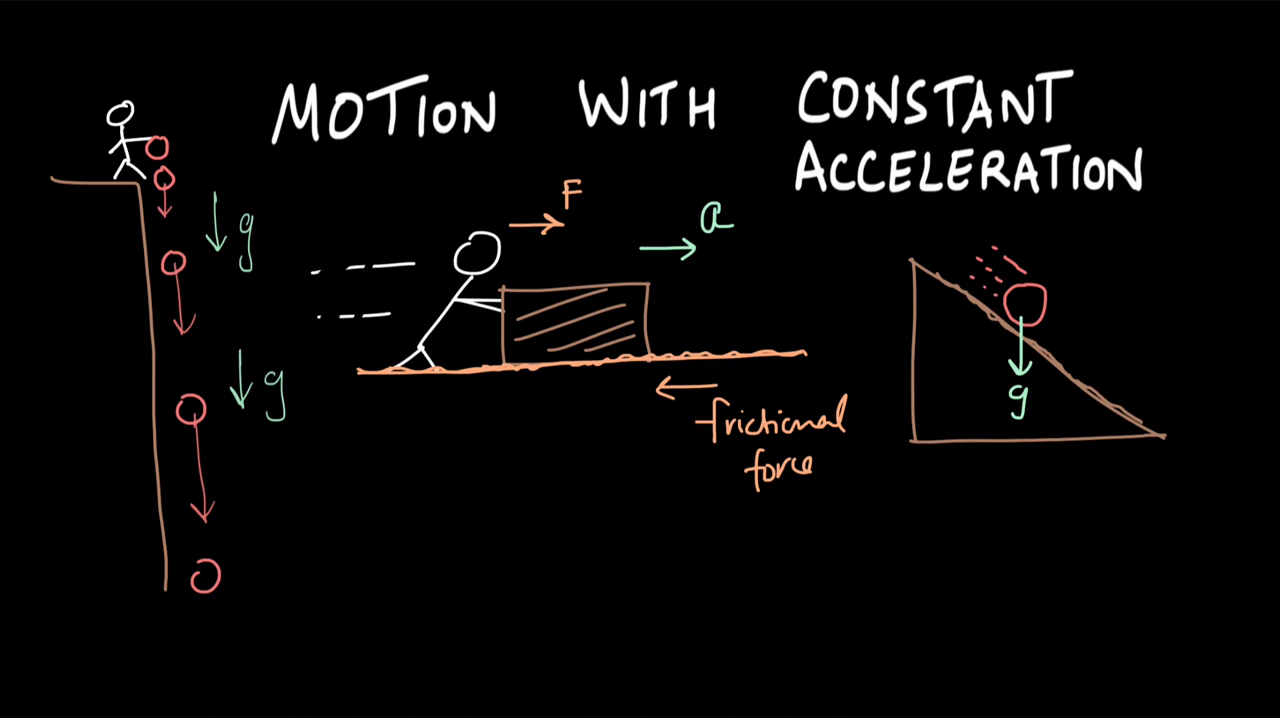 MOTION WITH CONSTANT
ACCELERATION
F
a
g
g
g
frictional
force